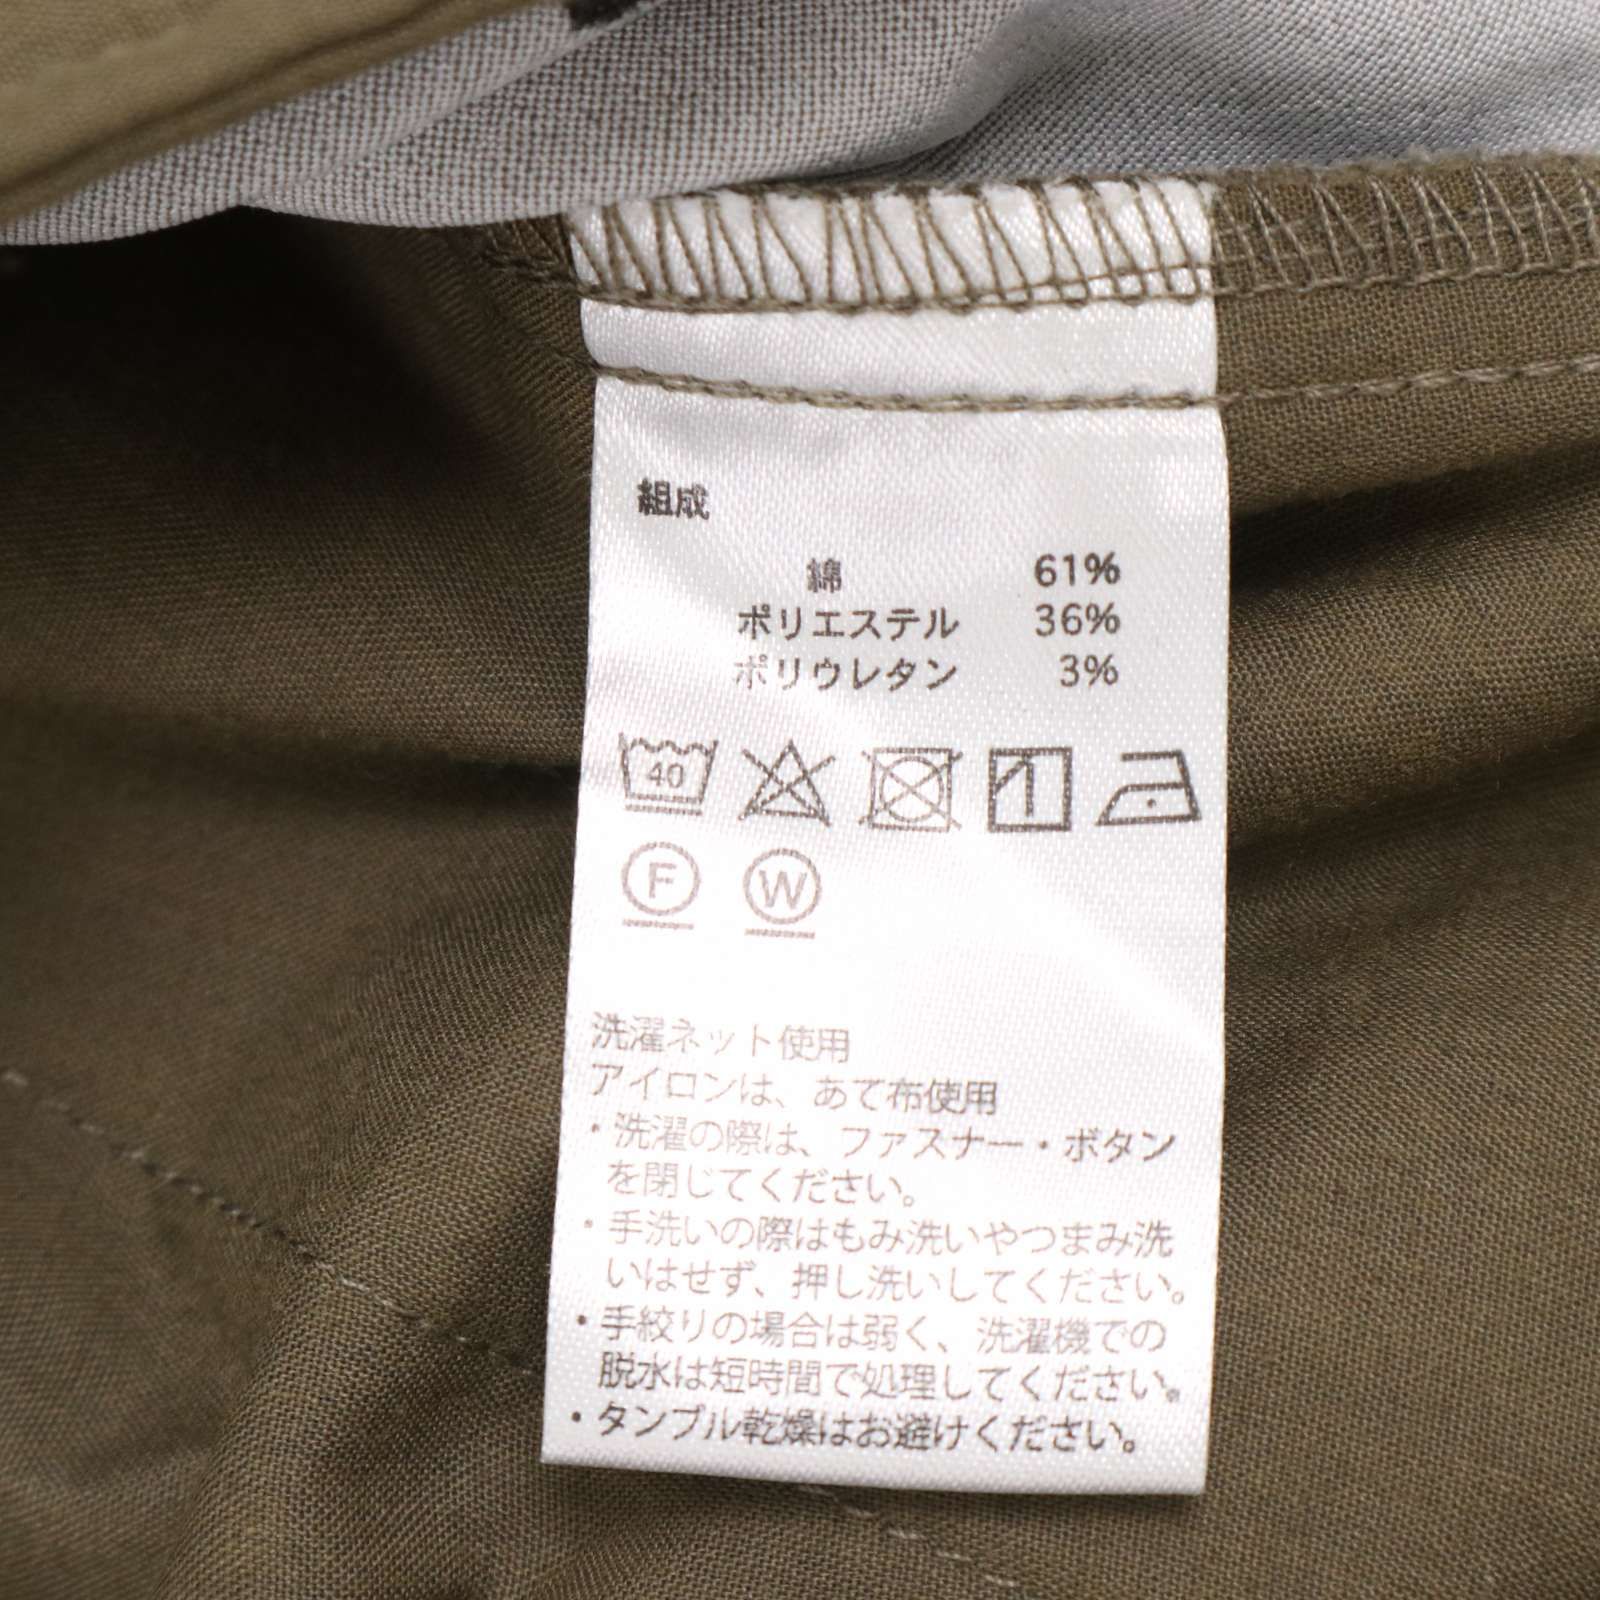 組成
綿 61%
ポリエステル 36%
ポリウレタン 3%
40
F W
洗濯ネット使用
アイロンは、あて布使用
・洗濯の際は、ファスナー・ボタン
を閉じてください。
・手洗いの際はもみ洗いやつまみ洗
いはせず、押し洗いしてください。
・手絞りの場合は弱く、洗濯機での
脱水は短時間で処理してください。
・タンブル乾燥はお避けください。